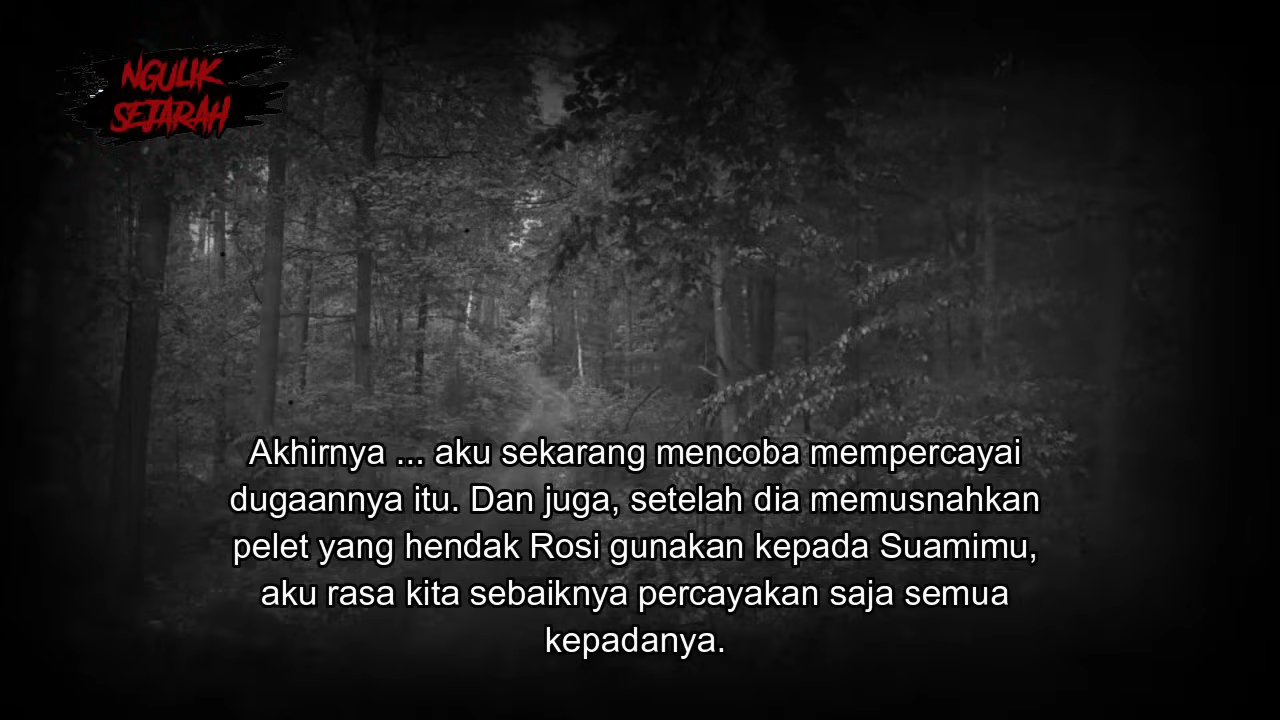 NGULIK
SEJARAH
Akhirnya ... aku sekarang mencoba mempercayai
dugaannya itu. Dan juga, setelah dia memusnahkan
pelet yang hendak Rosi gunakan kepada Suamimu,
aku rasa kita sebaiknya percayakan saja semua
kepadanya.